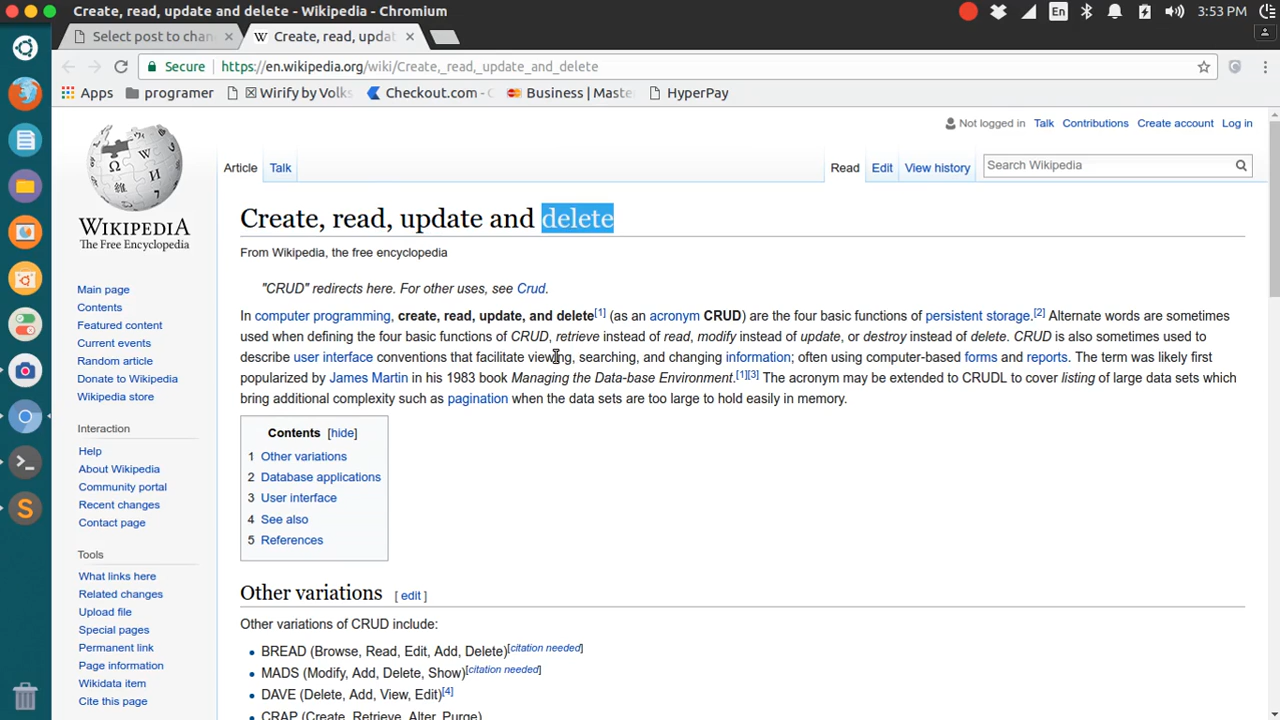 Create, read, update and delete - Wikipedia - Chromium
En
3:53 PM
Select post to chan
Create, read, updat
Secure
https://en.wikipedia.org/wiki/Create,_read,_update_and_delete
Apps
programer
Wirify by Volks
Checkout.com -
Business | Maste
HyperPay
Not logged in Talk Contributions Create account Log in
Article Talk
Read Edit View history
Search Wikipedia
WIKIPEDIA
The Free Encyclopedia
Main page
Contents
Featured content
Current events
Random article
Donate to Wikipedia
Wikipedia store
Interaction
Help
About Wikipedia
Community portal
Recent changes
Contact page
Tools
What links here
Related changes
Upload file
Special pages
Permanent link
Page information
Wikidata item
Cite this page
Create, read, update and delete
From Wikipedia, the free encyclopedia
"CRUD" redirects here. For other uses, see Crud.
In computer programming, create, read, update, and delete[1] (as an acronym CRUD) are the four basic functions of persistent storage.[2] Alternate words are sometimes
used when defining the four basic functions of CRUD, retrieve instead of read, modify instead of update, or destroy instead of delete. CRUD is also sometimes used to
describe user interface conventions that facilitate viewing, searching, and changing information; often using computer-based forms and reports. The term was likely first
popularized by James Martin in his 1983 book Managing the Data-base Environment.[1][3] The acronym may be extended to CRUDL to cover listing of large data sets which
bring additional complexity such as pagination when the data sets are too large to hold easily in memory.
Contents [hide]
1 Other variations
2 Database applications
3 User interface
4 See also
5 References
Other variations [ edit ]
Other variations of CRUD include:
BREAD (Browse, Read, Edit, Add, Delete)[citation needed]
MADS (Modify, Add, Delete, Show)[citation needed]
DAVE (Delete, Add, View, Edit)[4]
CRAP (Create, Retrieve, Alter, Purge)